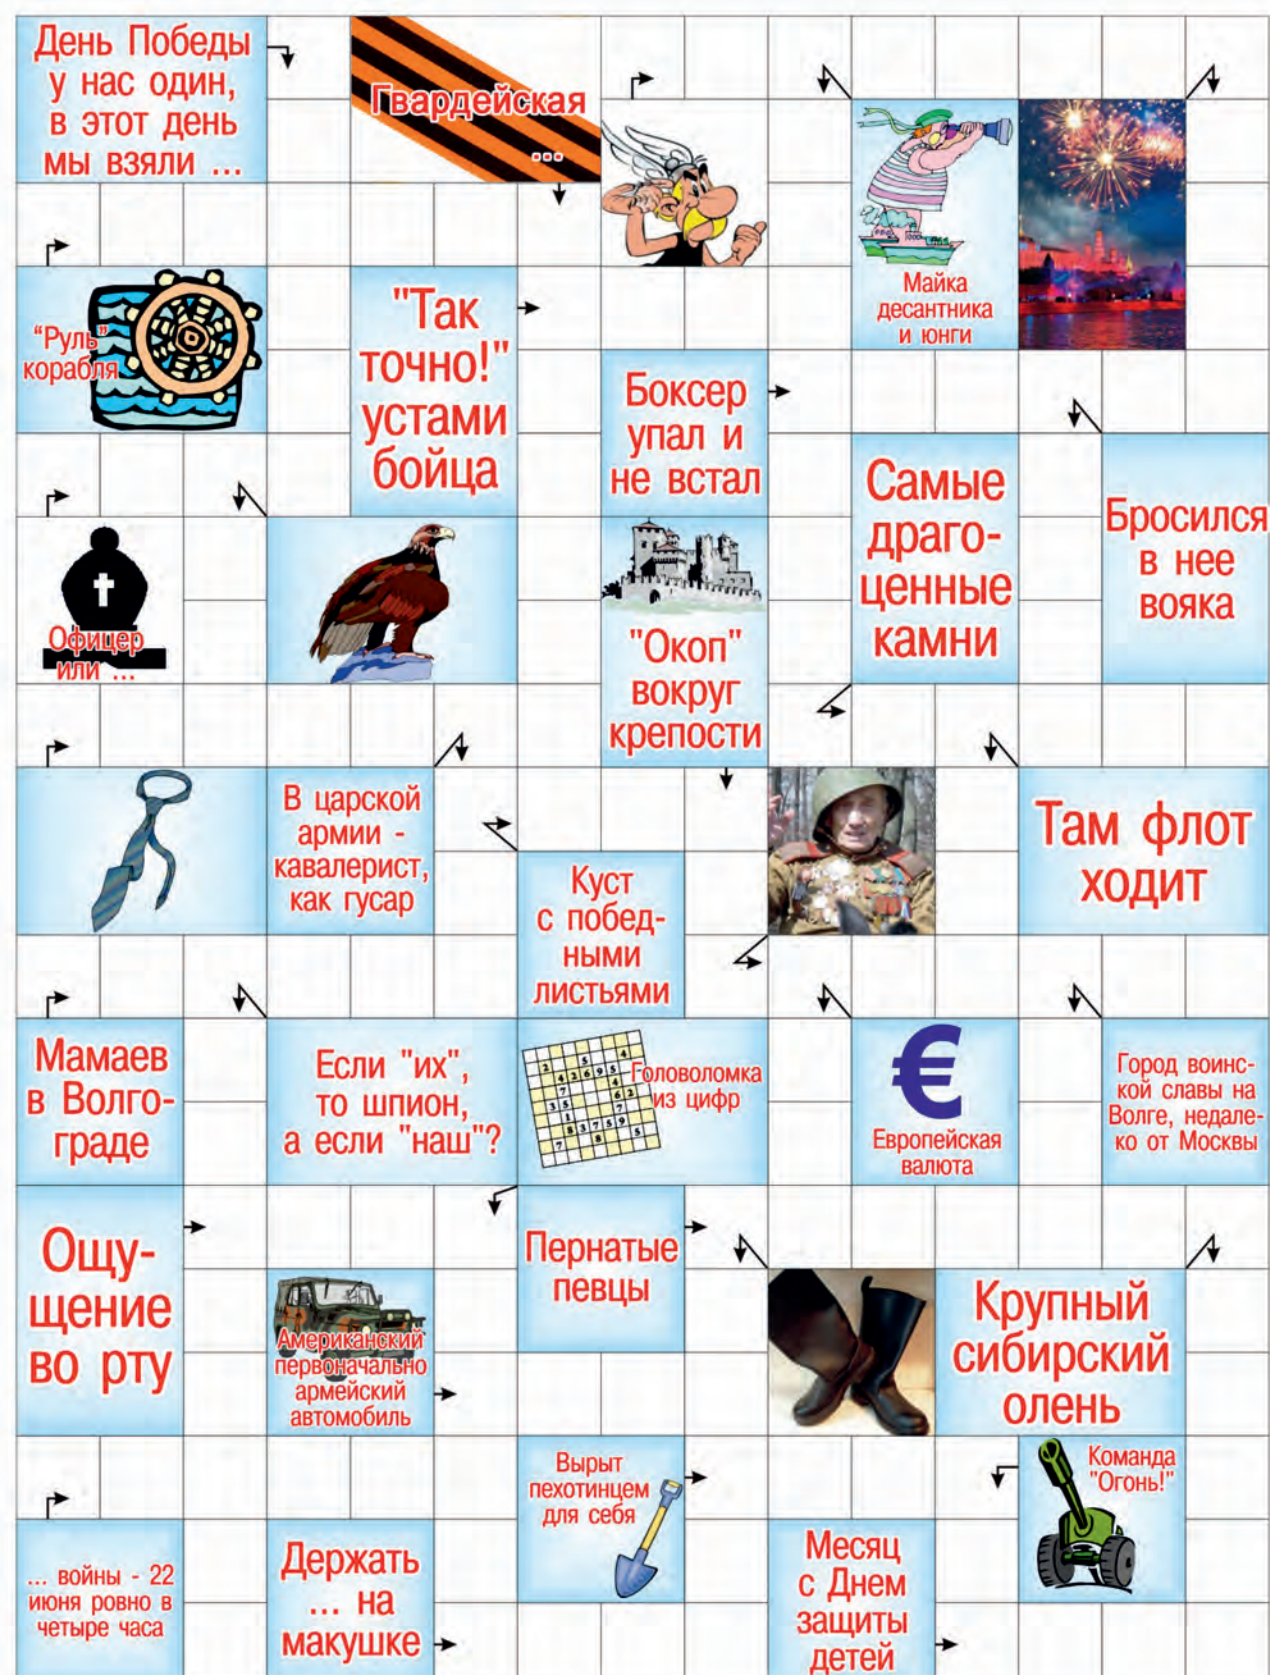 День Победы
у нас один,
в этот день
мы взяли ...
Гвардейская
...
Майка
десантника
и юнги
"Руль"
корабля
"Так
точно!"
устами
бойца
Боксер
упал и
не встал
Самые
драго-
ценные
камни
Бросился
в нее
вояка
Офицер
или ...
"Окоп"
вокруг
крепости
В царской
армии -
кавалерист,
как гусар
Куст
с побед-
ными
листьями
Там флот
ходит
Мамаев
в Волго-
граде
Если "их",
то шпион,
а если "наш"?
Головоломка
из цифр
€
Европейская
валюта
Город воинс-
кой славы на
Волге, недале-
ко от Москвы
Ощу-
щение
во рту
Пернатые
певцы
Американский
первоначально
армейский
автомобиль
Крупный
сибирский
олень
Вырыт
пехотинцем
для себя
Команда
"Огонь!"
... войны - 22
июня ровно в
четыре часа
Держать
... на
макушке
Месяц
с Днем
защиты
детей